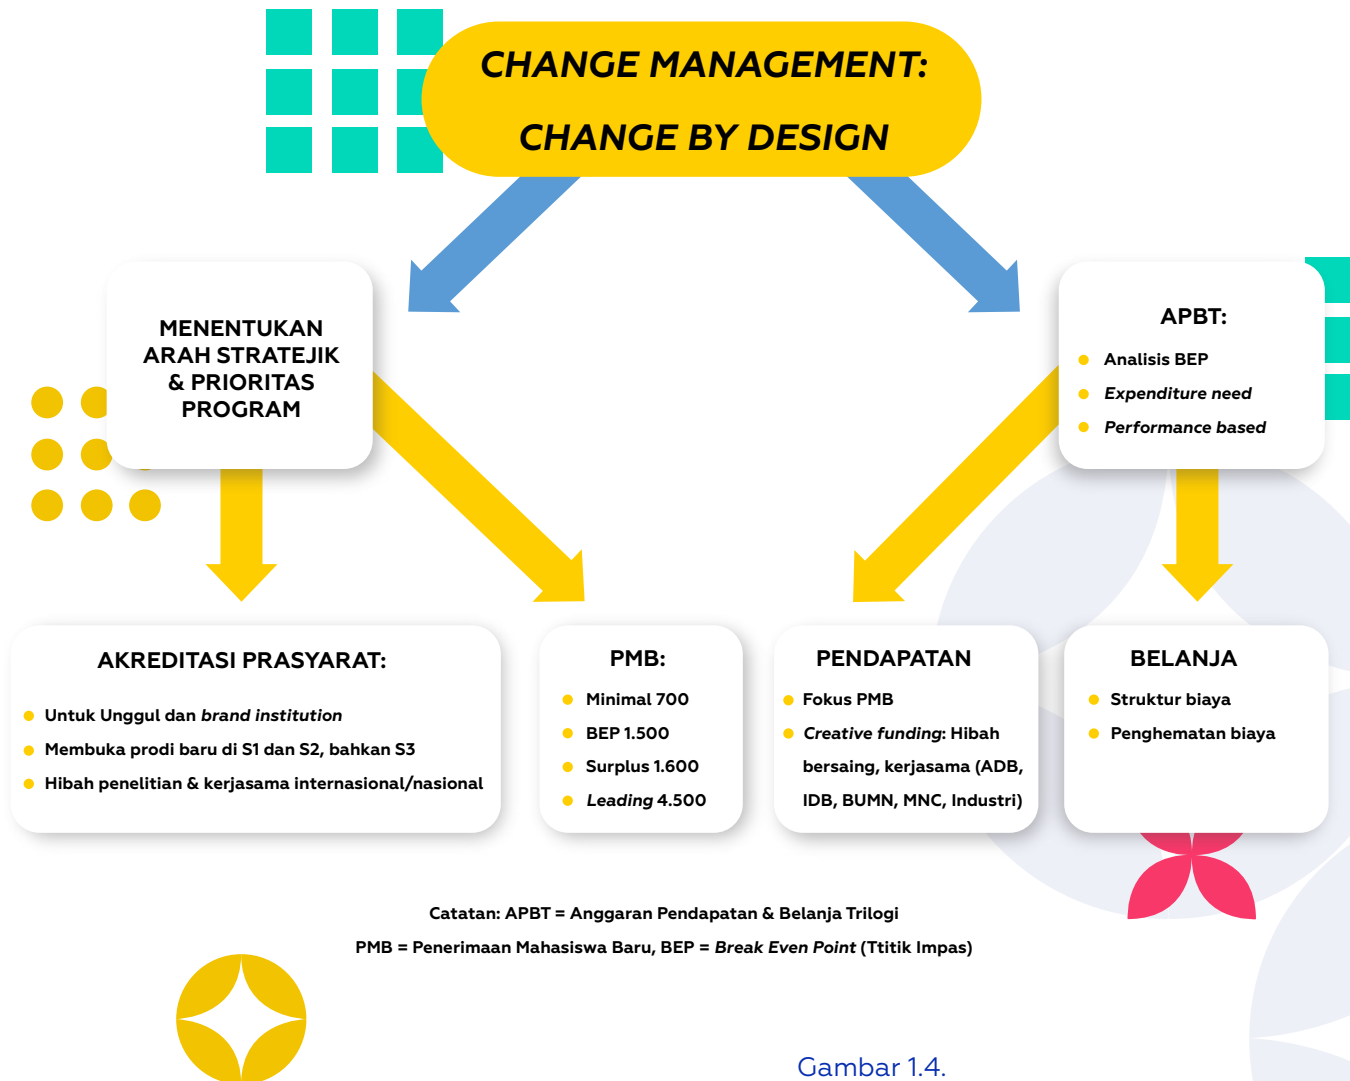 CHANGE MANAGEMENT:
CHANGE BY DESIGN
MENENTUKAN
ARAH STRATEJIK
& PRIORITAS
PROGRAM
APBT:
Analisis BEP
Expenditure need
Performance based
AKREDITASI PRASYARAT:
Untuk Unggul dan brand institution
Membuka prodi baru di S1 dan S2, bahkan S3
Hibah penelitian & kerjasama internasional/nasional
PMB:
Minimal 700
BEP 1.500
Surplus 1.600
Leading 4.500
PENDAPATAN
Fokus PMB
Creative funding: Hibah
bersaing, kerjasama (ADB,
IDB, BUMN, MNC, Industri)
BELANJA
Struktur biaya
Penghematan biaya
Catatan: APBT = Anggaran Pendapatan & Belanja Trilogi
PMB = Penerimaan Mahasiswa Baru, BEP = Break Even Point (Ttitik Impas)
Gambar 1.4.